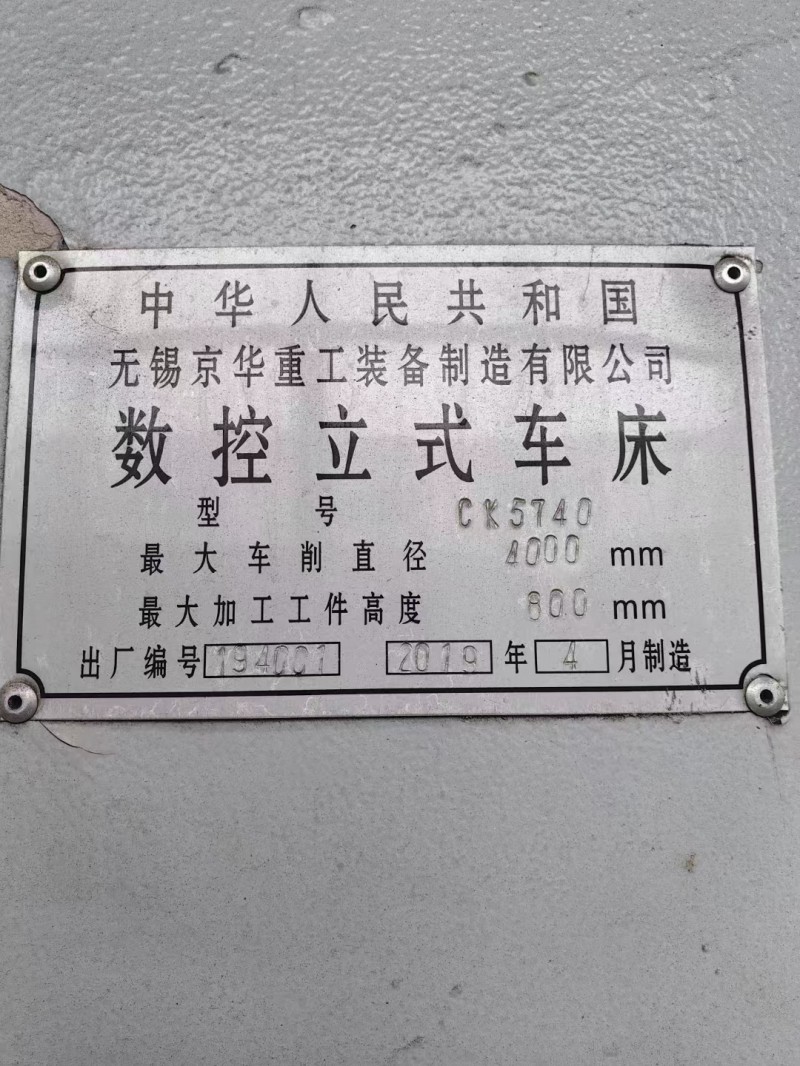 中华人民共和国
无锡京华重工装备制造有限公司
数控立式车床
型号 CK5740
最大车削直径 4000 mm
最大加工工件高度 800 mm
出厂编号 194001 2019 年 4 月制造